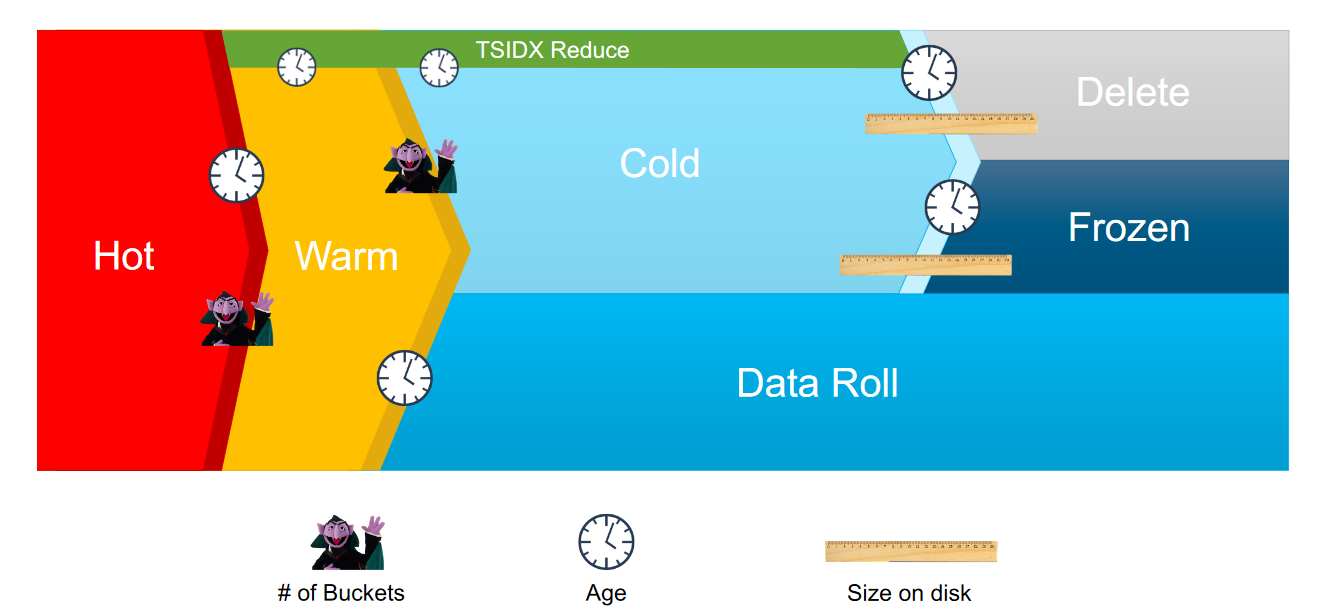 TSIDX Reduce
Delete
Cold
Frozen
Hot
Warm
Data Roll
# of Buckets
Age
Size on disk